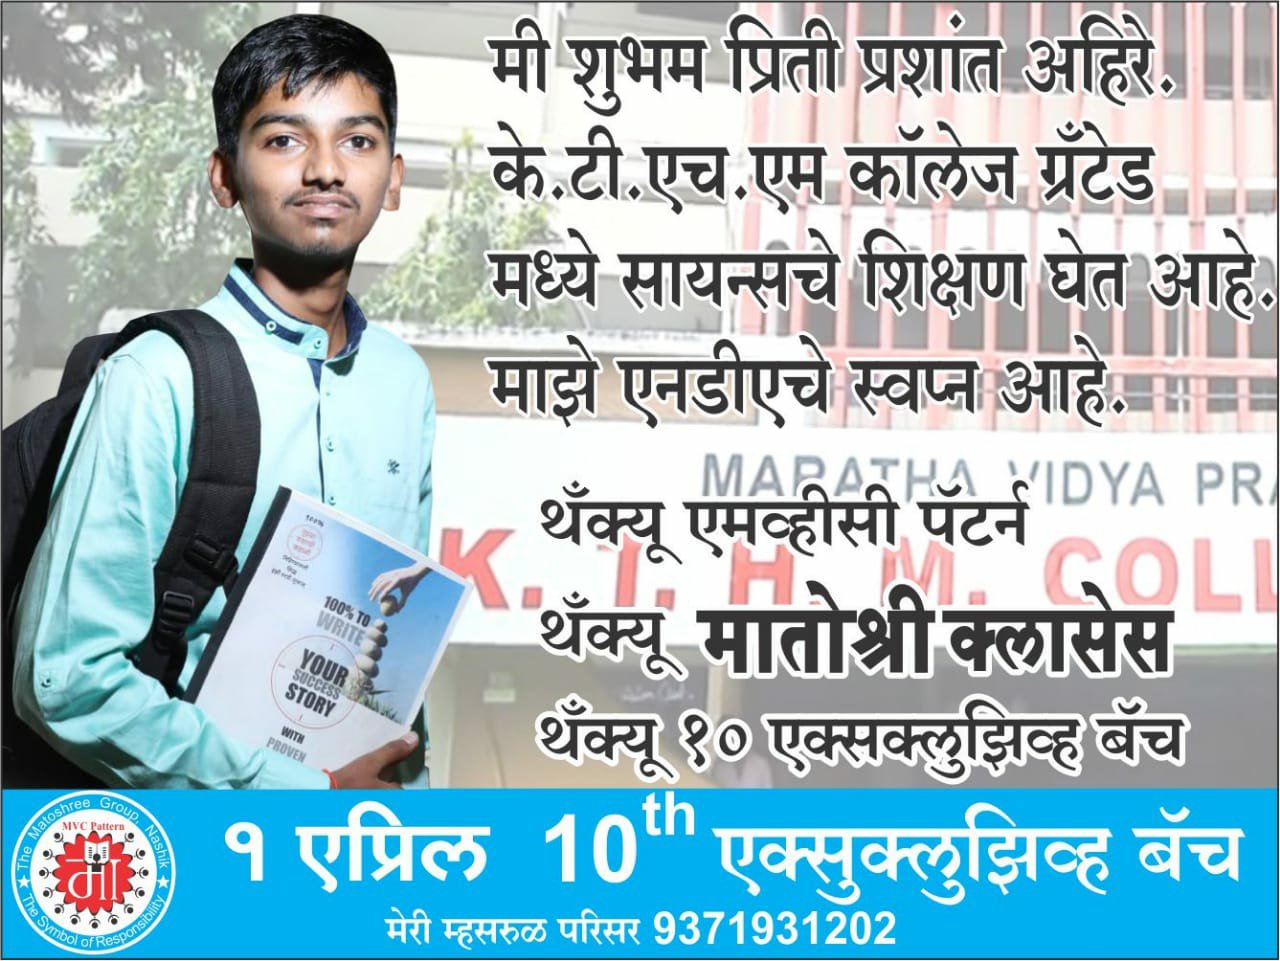 मी शुभम प्रिती प्रशांत अहिरे.
के.टी.एच.एम कॉलेज ग्रँटेड
मध्ये सायन्सचे शिक्षण घेत आहे.
माझे एनडीएचे स्वप्न आहे.
MARATHA VIDYA PRA
K. T. H. M. COLL
थँक्यू एमव्हीसी पॅटर्न
थँक्यू मातोश्री क्लासेस
थँक्यू १० एक्सक्लुझिव्ह बॅच
100% TO
WRITE
YOUR
SUCCESS
STORY
WITH
PROVEN
The Matoshree Group, Nashik
MVC Pattern
माँ
The Symbol of Responsibility
१ एप्रिल 10th एक्सुक्लुझिव्ह बॅच
मेरी म्हसरुळ परिसर 9371931202